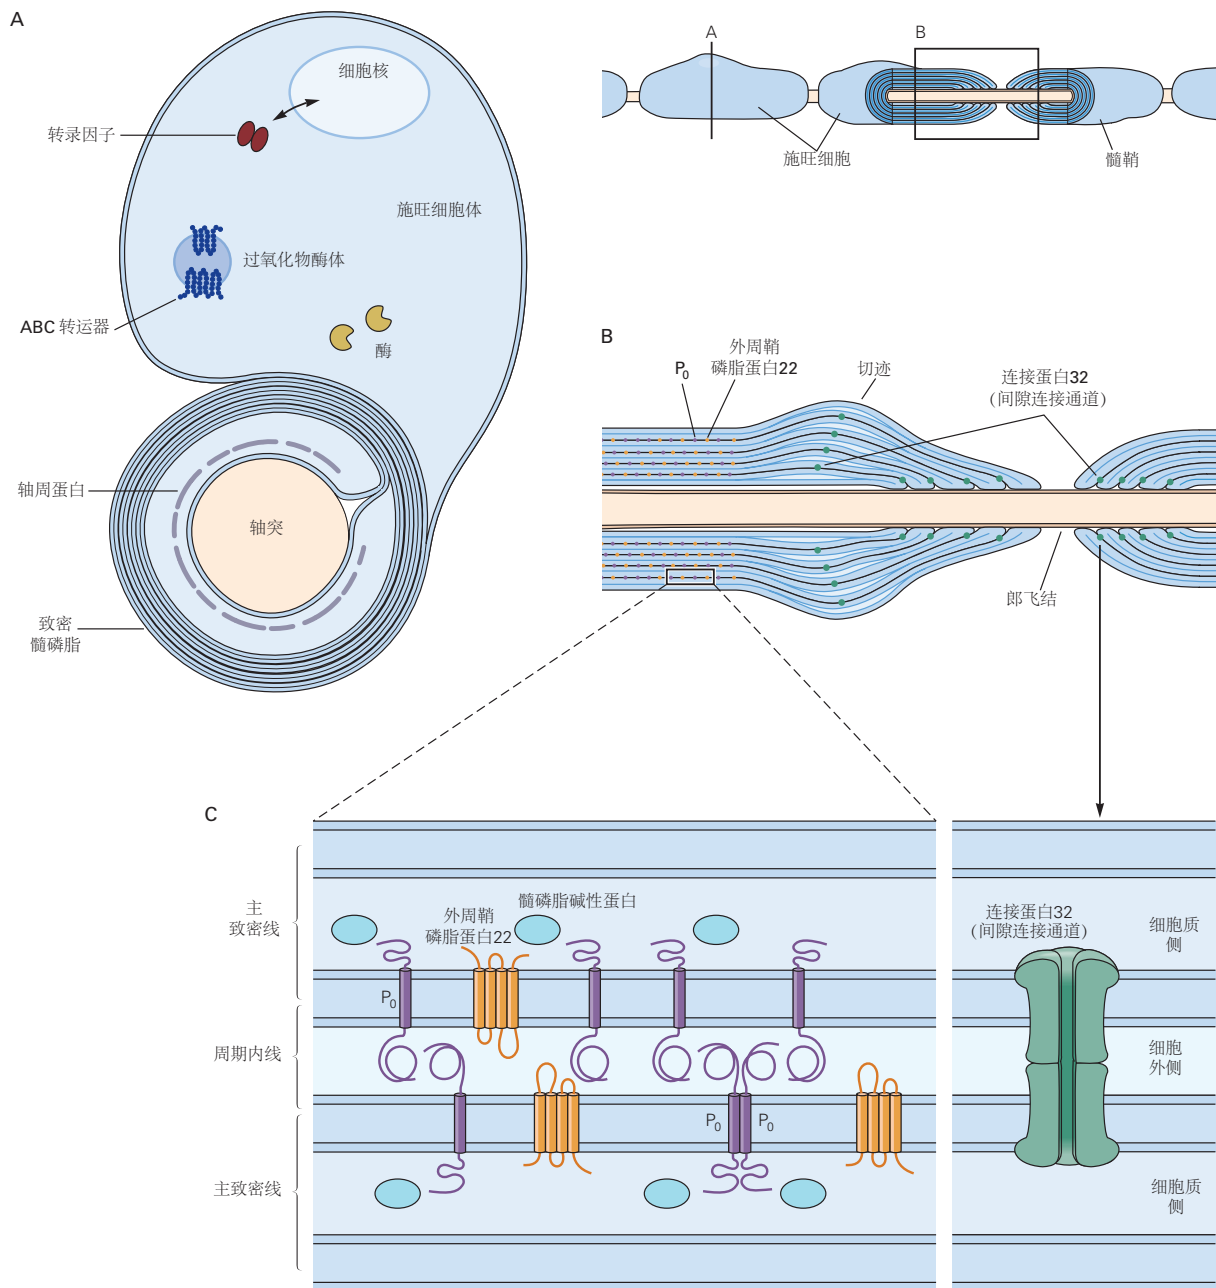 A
细胞核
转录因子
施旺细胞体
过氧化物酶体
ABC 转运器
酶
轴周蛋白
轴突
致密
髓磷脂
A
B
施旺细胞
髓鞘
B
P0
外周鞘
磷脂蛋白22
切迹
连接蛋白32
(间隙连接通道)
郎飞结
C
主
致密线
周期内线
主致密线
外周鞘
磷脂蛋白22
髓磷脂碱性蛋白
P0
P0
P0
连接蛋白32
(间隙连接通道)
细胞质
侧
细胞
外侧
细胞质
侧